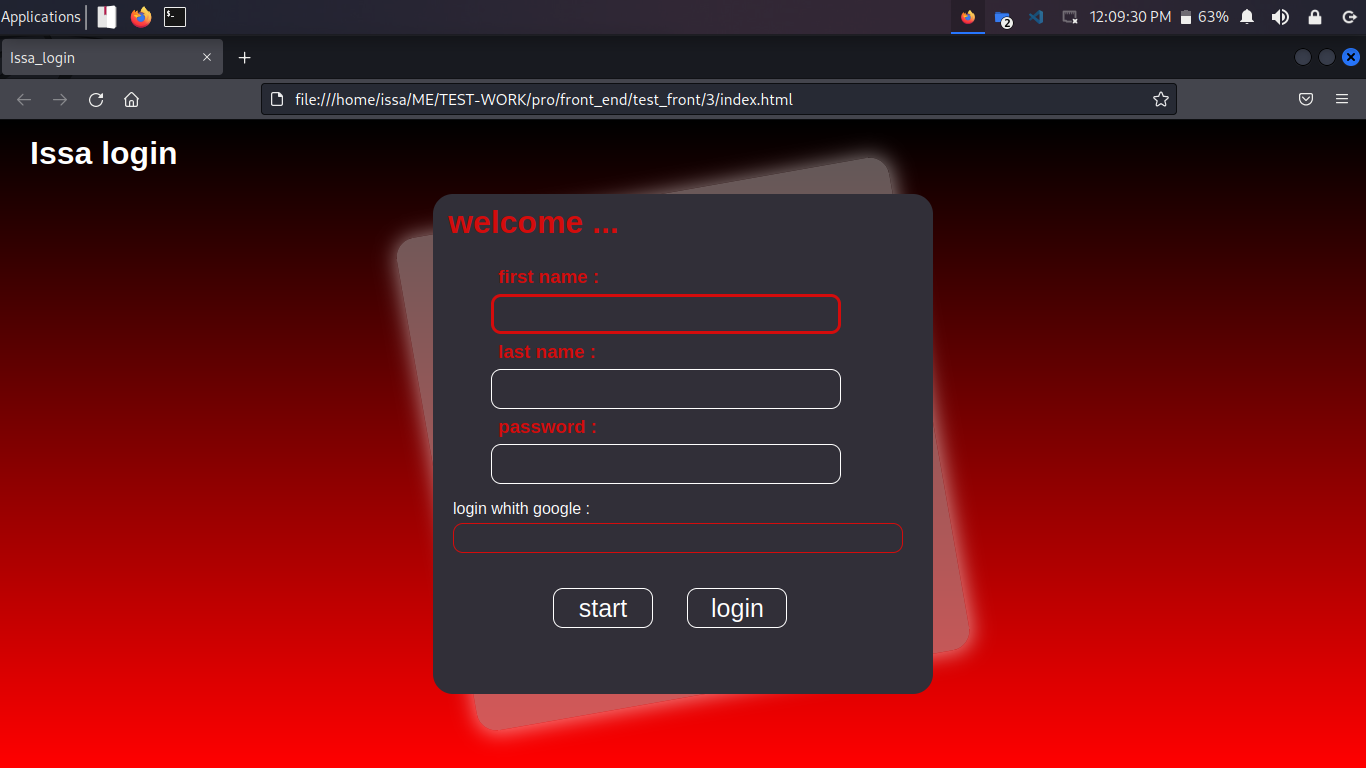 Applications
$-
2
12:09:30 PM
63%
Issa_login
file:///home/issa/ME/TEST-WORK/pro/front_end/test_front/3/index.html
Issa login
welcome ...
first name :
last name :
password :
login whith google :
start login